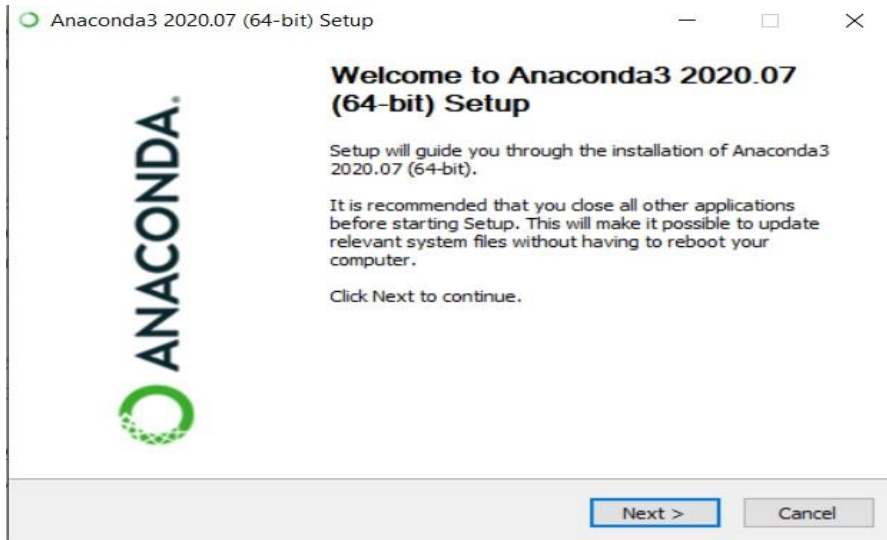 Anaconda3 2020.07 (64-bit) Setup
ANACONDA.
Welcome to Anaconda3 2020.07
(64-bit) Setup
Setup will guide you through the installation of Anaconda3
2020.07 (64-bit).
It is recommended that you close all other applications
before starting Setup. This will make it possible to update
relevant system files without having to reboot your
computer.
Click Next to continue.
Next >
Cancel